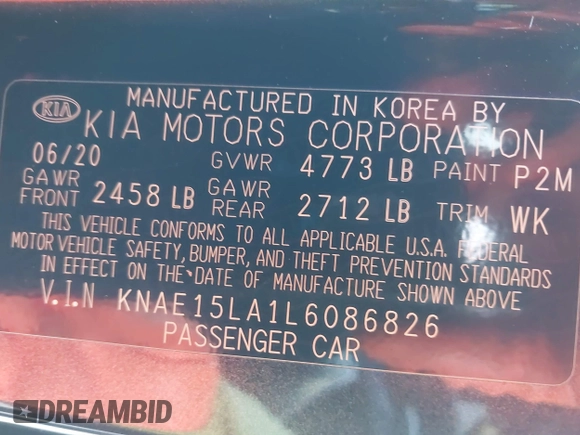 KIA
MANUFACTURED IN KOREA BY
KIA MOTORS CORPORATION
06/20 GVWR 4773 LB PAINT P2M
GAWR FRONT 2458 LB GAWR REAR 2712 LB TRIM WK
THIS VEHICLE CONFORMS TO ALL APPLICABLE U.S.A. FEDERAL
MOTOR VEHICLE SAFETY, BUMPER, AND THEFT PREVENTION STANDARDS
IN EFFECT ON THE DATE OF MANUFACTURE SHOWN ABOVE
V.I.N KNAE15LA1L6086826
PASSENGER CAR
DREAMBID